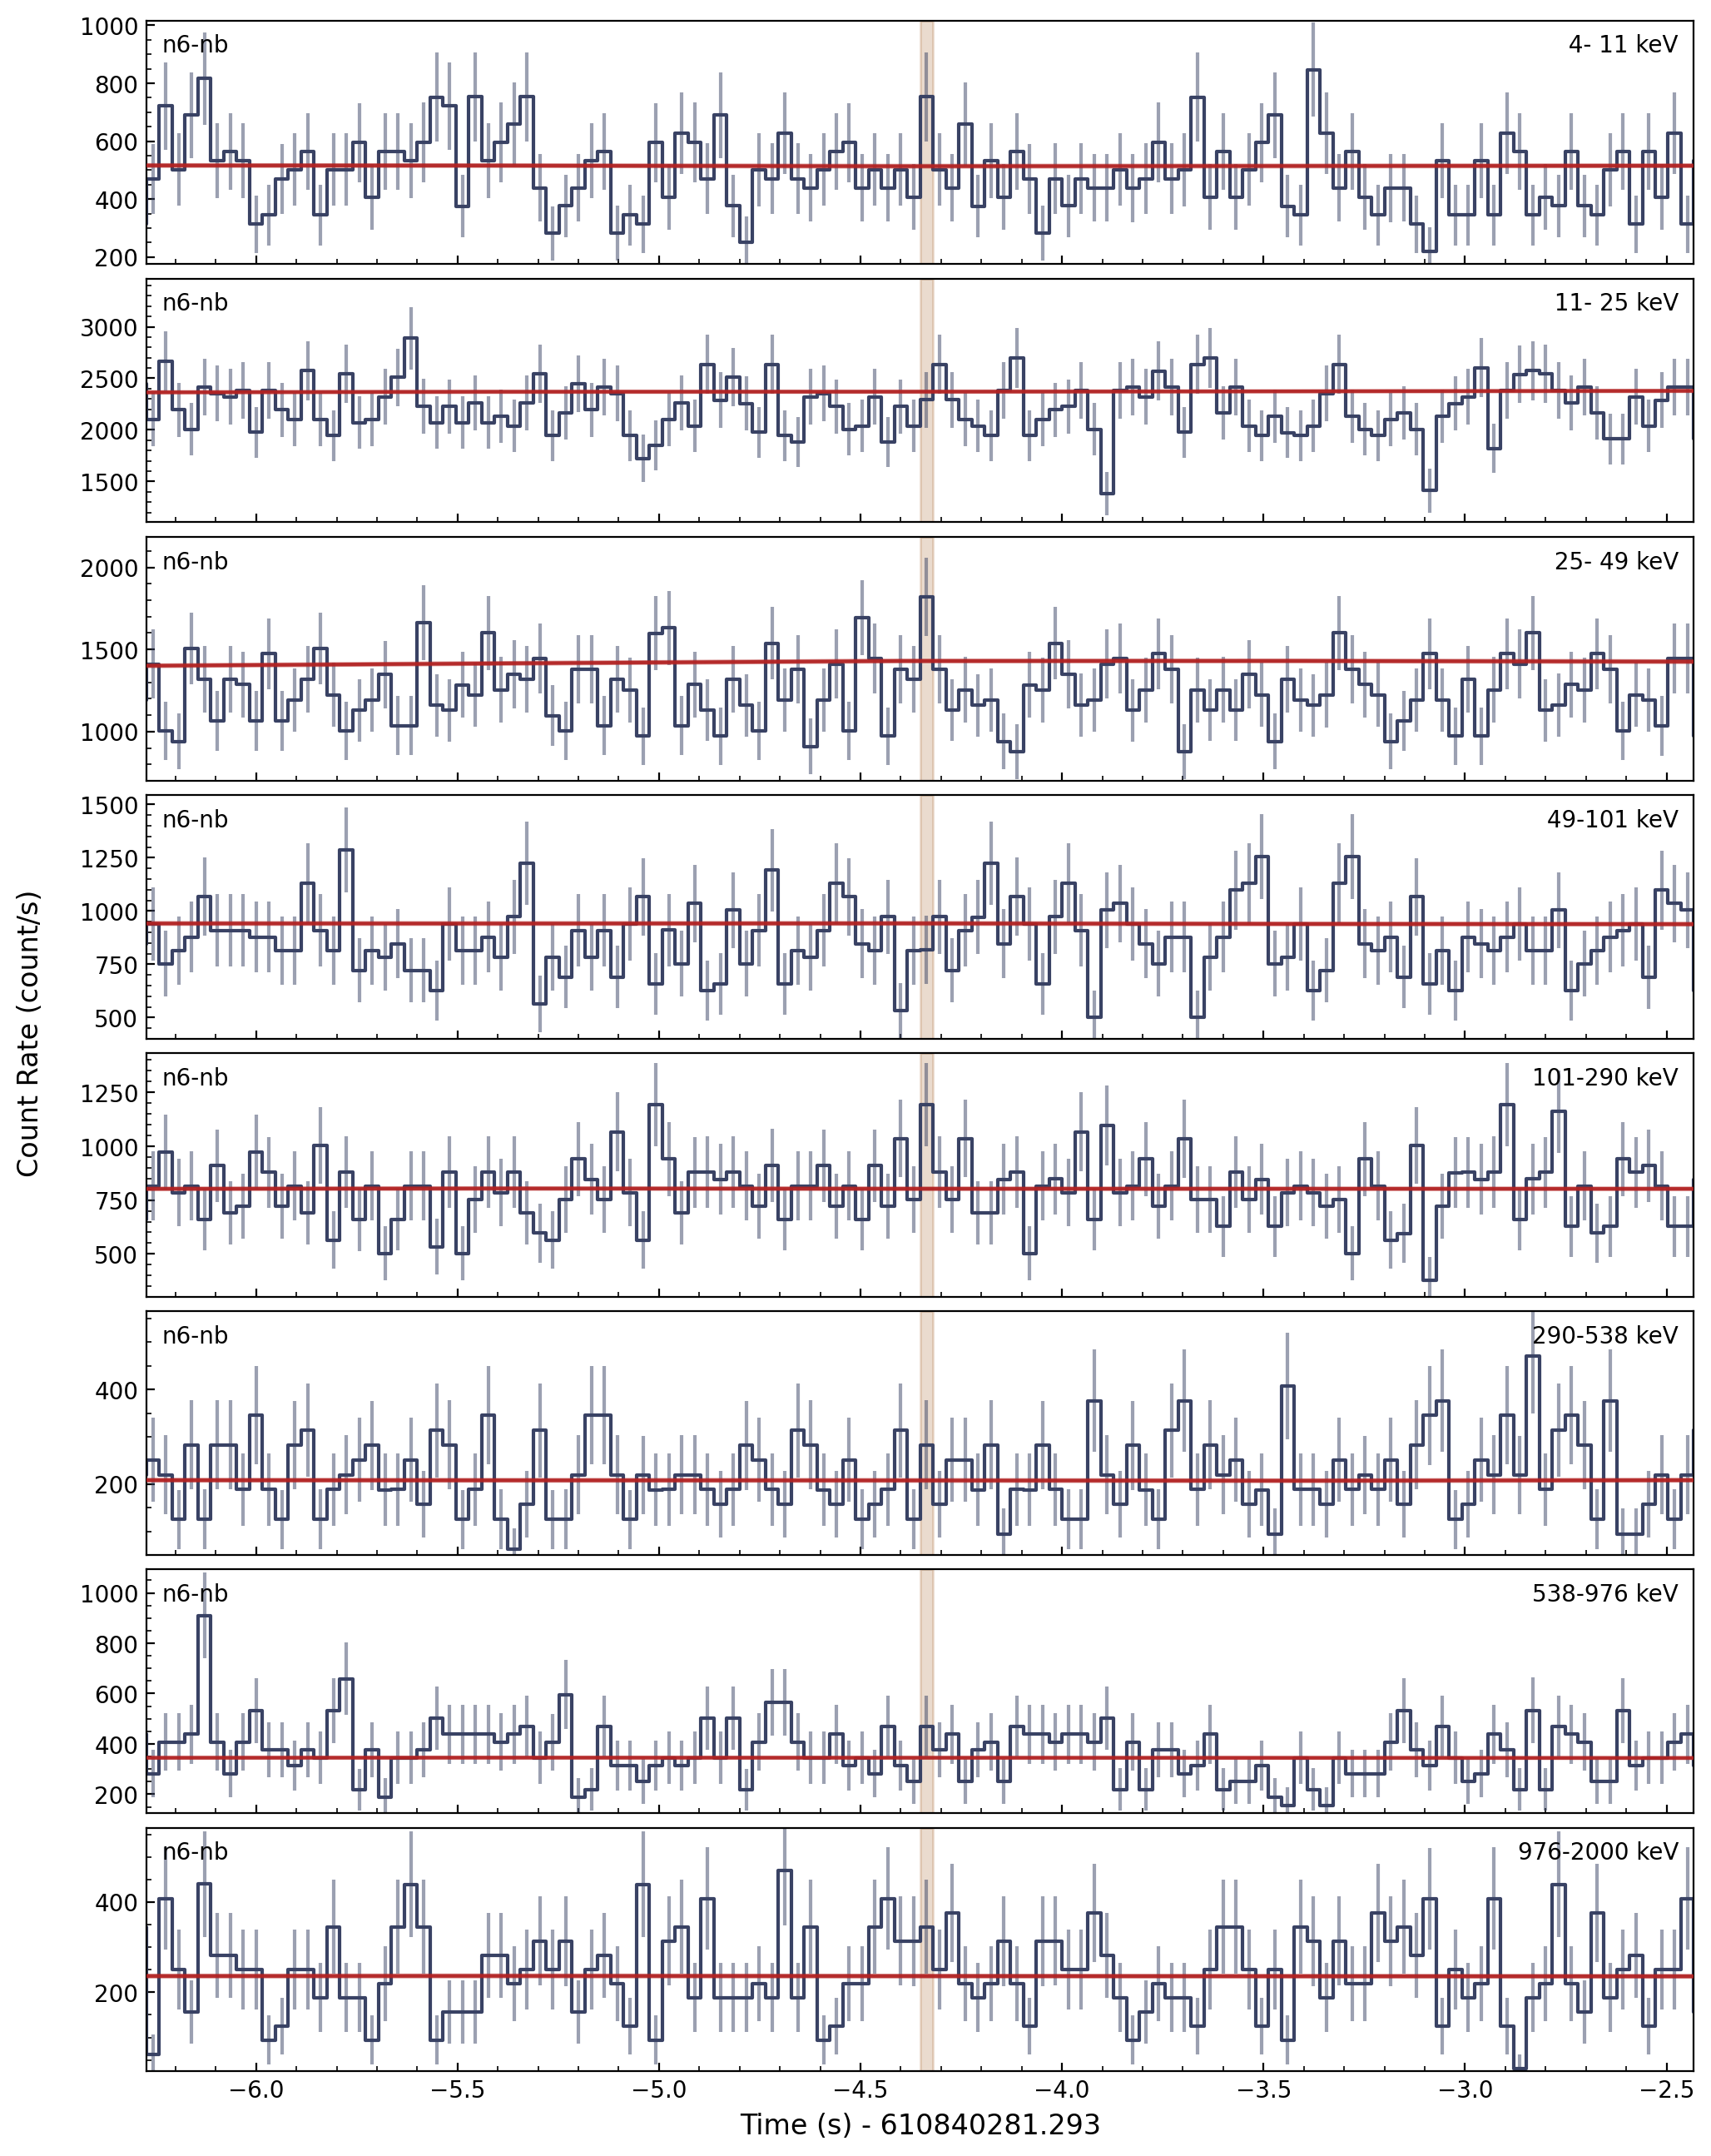 1000
n6-nb
4- 11 keV
800
600
400
200
n6-nb
11- 25 keV
3000
2500
2000
1500
n6-nb
25- 49 keV
2000
1500
1000
1500
n6-nb
49-101 keV
1250
1000
750
500
n6-nb
101-290 keV
1250
1000
750
500
n6-nb
290-538 keV
400
200
1000
n6-nb
538-976 keV
800
600
400
200
n6-nb
976-2000 keV
400
200
−6.0 −5.5 −5.0 −4.5 −4.0 −3.5 −3.0 −2.5
Time (s) - 610840281.293
Count Rate (count/s)